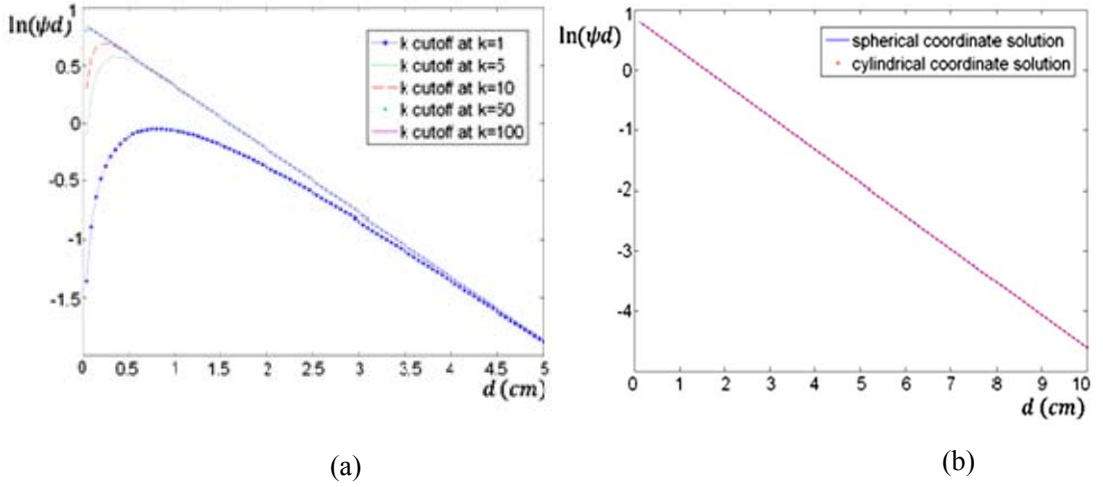 ln(ψd)
1
0.5
0
-0.5
-1
-1.5
0
0.5
1
1.5
2
2.5
3
3.5
4
4.5
5
d (cm)
k cutoff at k=1
k cutoff at k=5
k cutoff at k=10
k cutoff at k=50
k cutoff at k=100
(a)
ln(ψd)
1
0
-1
-2
-3
-4
0
1
2
3
4
5
6
7
8
9
10
d (cm)
spherical coordinate solution
cylindrical coordinate solution
(b)